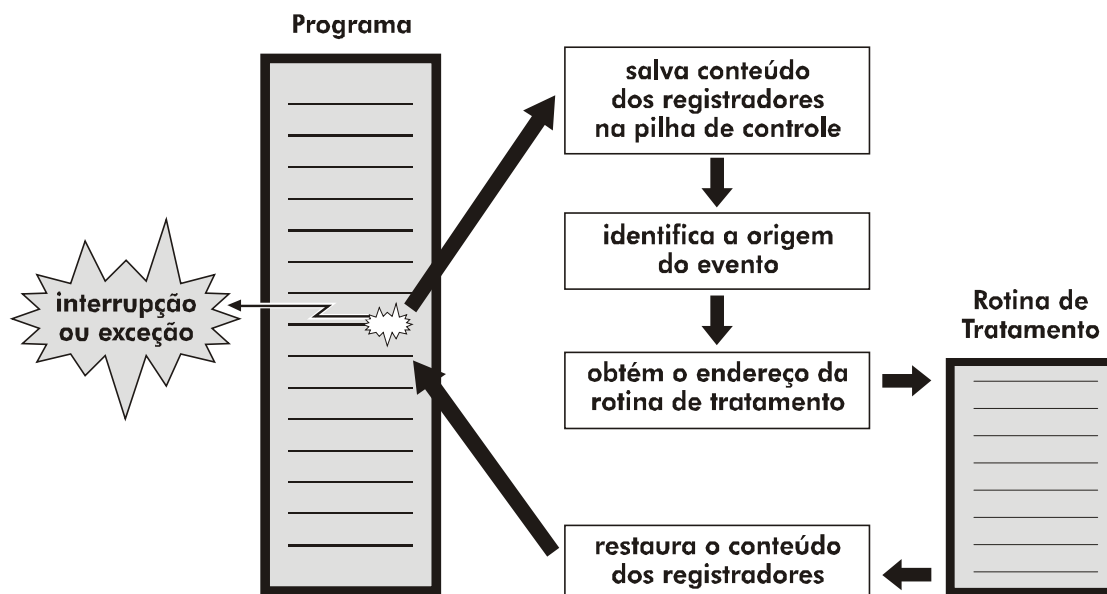 Programa
salva conteúdo
dos registradores
na pilha de controle
identifica a origem
do evento
interrupção
ou exceção
obtém o endereço da
rotina de tratamento
Rotina de
Tratamento
restaura o conteúdo
dos registradores